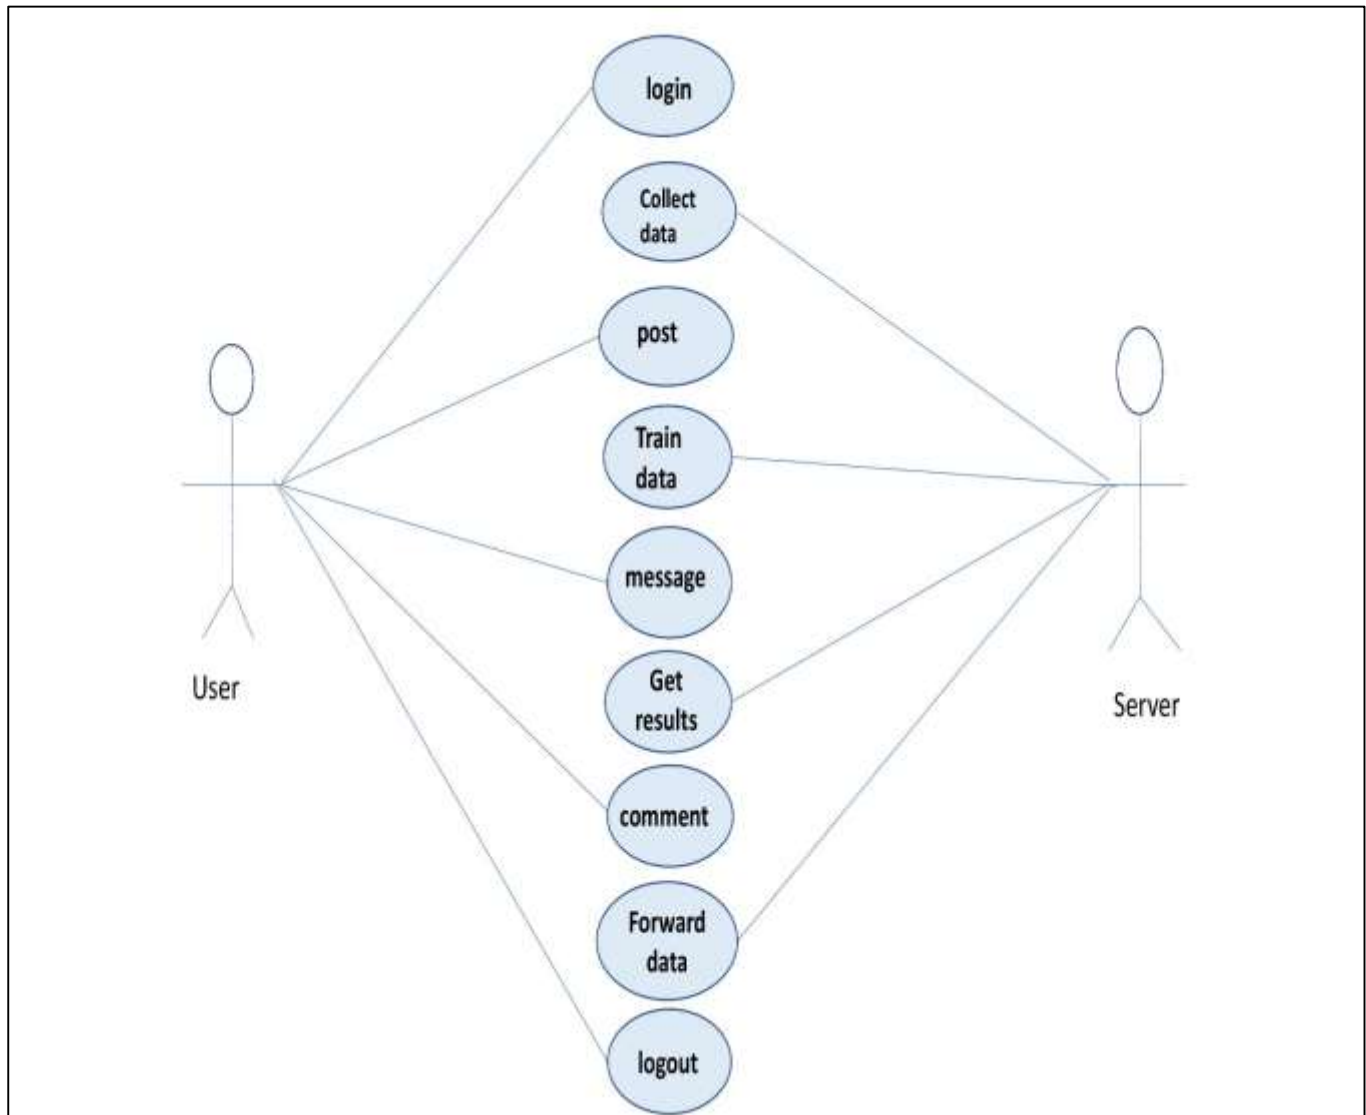 login
Collect
data
post
Train
data
message
Get
results
User
Server
comment
Forward
data
logout